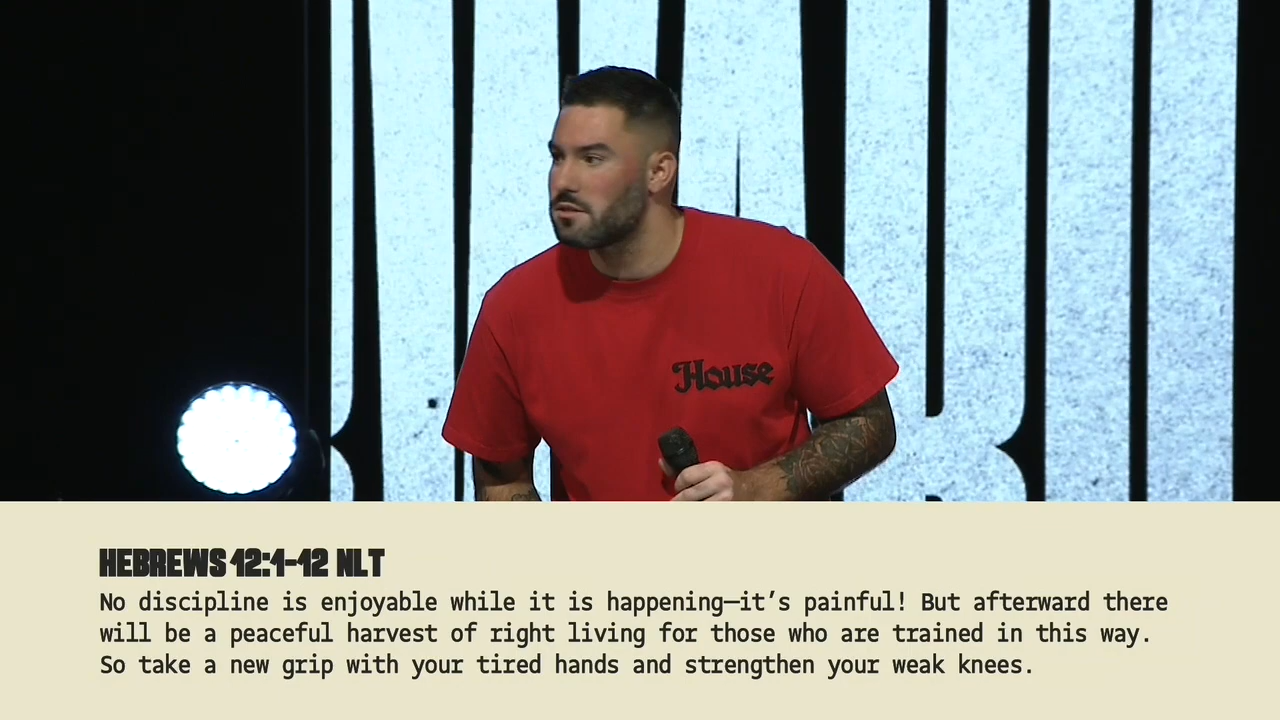 House
HEBREWS 12:1-12 NLT
No discipline is enjoyable while it is happening—it's painful! But afterward there
will be a peaceful harvest of right living for those who are trained in this way.
So take a new grip with your tired hands and strengthen your weak knees.